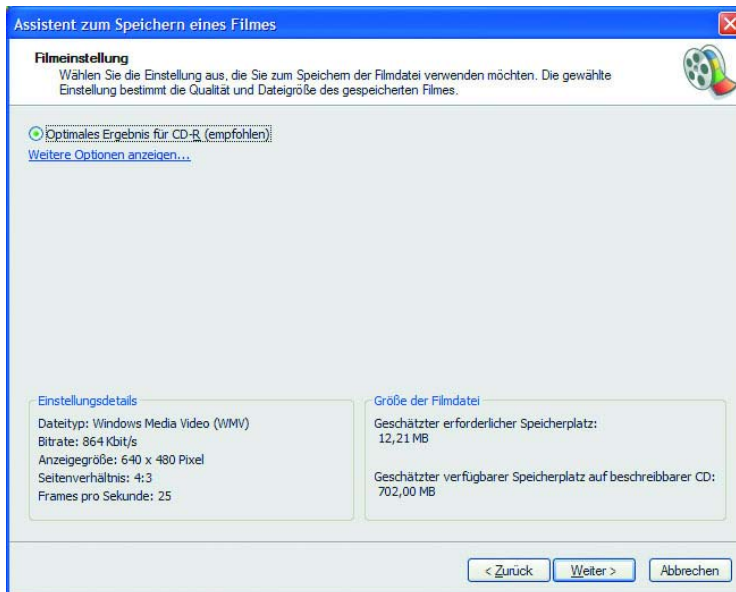 Assistent zum Speichern eines Filmes
Filmeinstellung
Wählen Sie die Einstellung aus, die Sie zum Speichern der Filmdatei verwenden möchten. Die gewählte
Einstellung bestimmt die Qualität und Dateigröße des gespeicherten Filmes.
Optimales Ergebnis für CD-R (empfohlen)
Weitere Optionen anzeigen...
Einstellungsdetails
Dateityp: Windows Media Video (WMV)
Bitrate: 864 Kbit/s
Anzeigegröße: 640 x 480 Pixel
Seitenverhältnis: 4:3
Frames pro Sekunde: 25
Größe der Filmdatei
Geschätzter erforderlicher Speicherplatz:
12,21 MB
Geschätzter verfügbarer Speicherplatz auf beschreibbarer CD:
702,00 MB
< Zurück
Weiter >
Abbrechen